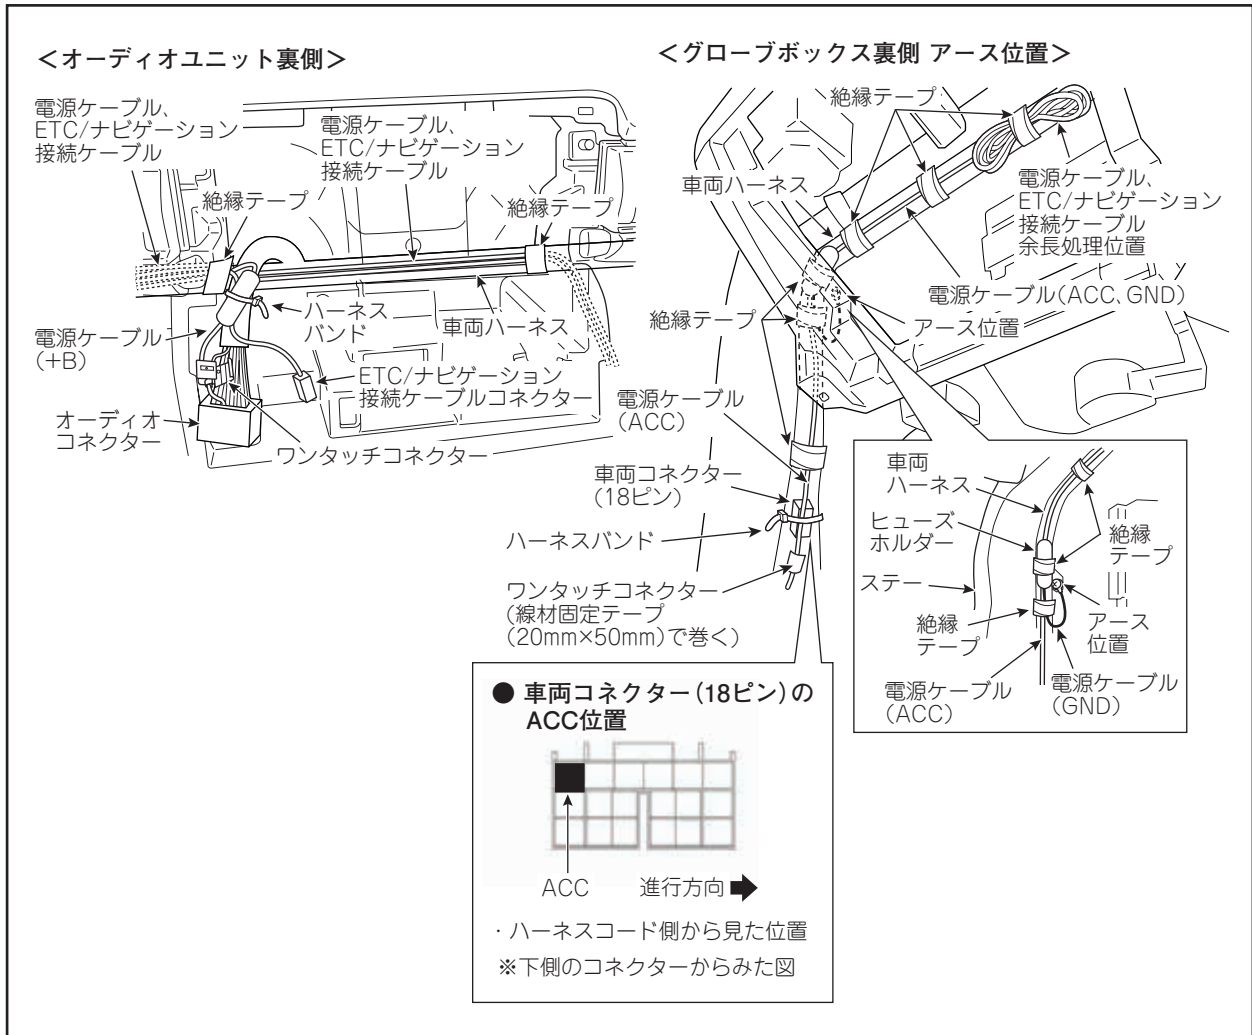 ＜オーディオユニット裏側＞
電源ケーブル、
ETC/ナビゲーション
接続ケーブル
電源ケーブル、
ETC/ナビゲーション
接続ケーブル
絶縁テープ
絶縁テープ
ハーネス
バンド
車両ハーネス
電源ケーブル
(+B)
ETC/ナビゲーション
接続ケーブルコネクター
オーディオ
コネクター
ワンタッチコネクター
＜グローブボックス裏側 アース位置＞
絶縁テープ
車両ハーネス
電源ケーブル、
ETC/ナビゲーション
接続ケーブル
余長処理位置
電源ケーブル(ACC、GND)
絶縁テープ
アース位置
電源ケーブル
(ACC)
車両コネクター
(18ピン)
ハーネスバンド
ワンタッチコネクター
(線材固定テープ
(20mm×50mm)で巻く)
車両
ハーネス
ヒューズ
ホルダー
絶縁
テープ
ステー
絶縁
テープ
アース
位置
電源ケーブル
(ACC)
電源ケーブル
(GND)
● 車両コネクター(18ピン)の
ACC位置
ACC
進行方向➡
・ハーネスコード側から見た位置
※下側のコネクターからみた図